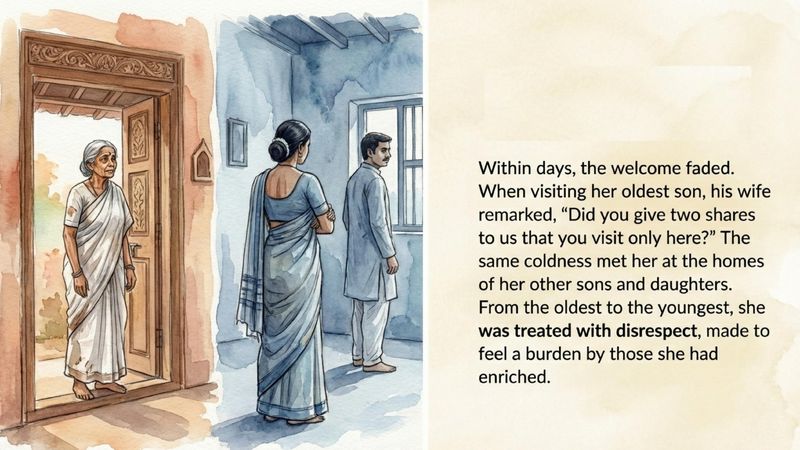 Within days, the welcome faded.
When visiting her oldest son, his wife
remarked, “Did you give two shares
to us that you visit only here?” The
same coldness met her at the homes
of her other sons and daughters.
From the oldest to the youngest, she
was treated with disrespect, made to
feel a burden by those she had
enriched.